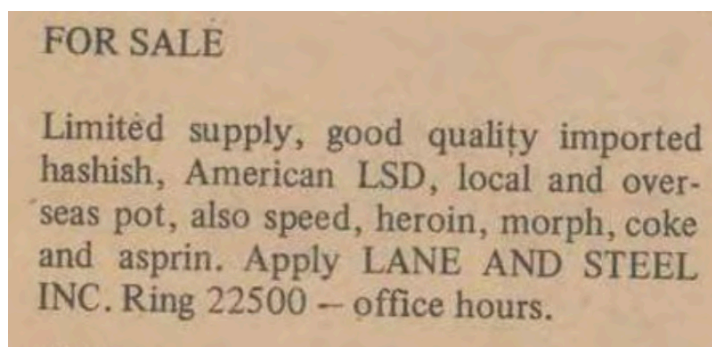 FOR SALE
Limited supply, good quality imported
hashish, American LSD, local and over-
seas pot, also speed, heroin, morph, coke
and asprin. Apply LANE AND STEEL
INC. Ring 22500 — office hours.